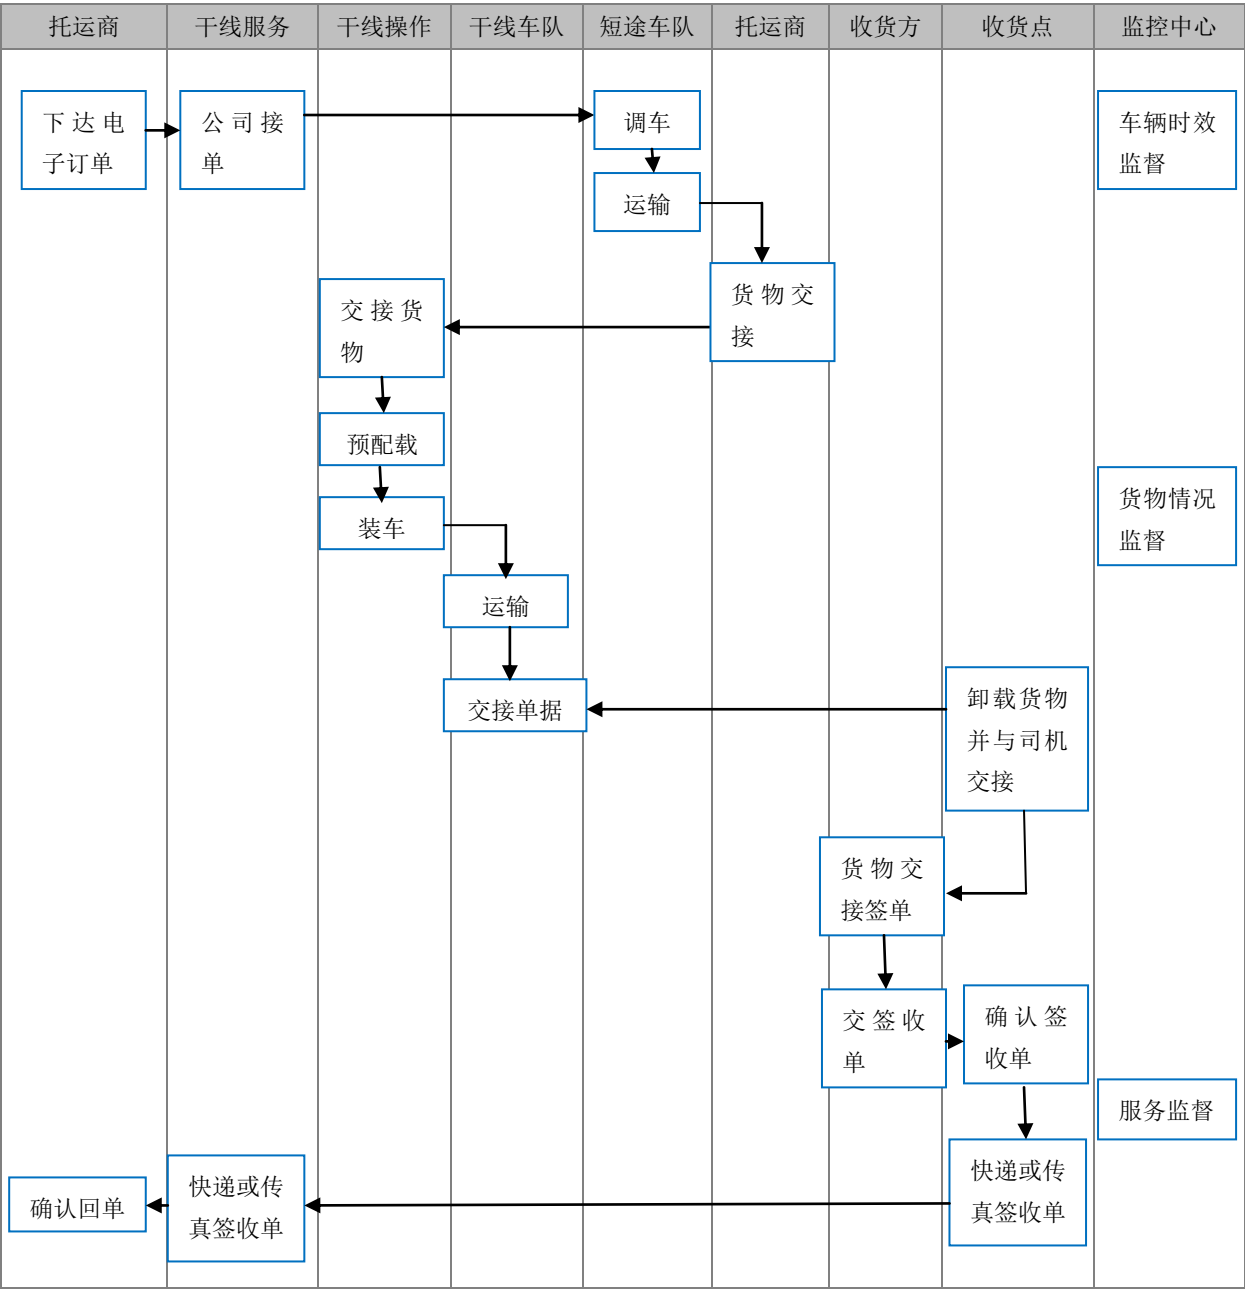 托运商 干线服务 干线操作 干线车队 短途车队 托运商 收货方 收货点 监控中心
下达电
子订单
公司接
单
调车
车辆时效
监督
运输
货物交
接
交接货
物
预配载
货物情况
监督
装车
运输
交接单据
卸载货物
并与司机
交接
货物交
接签单
交签收
单
确认签
收单
服务监督
快递或传
真签收单
快递或传
真签收单
确认回单